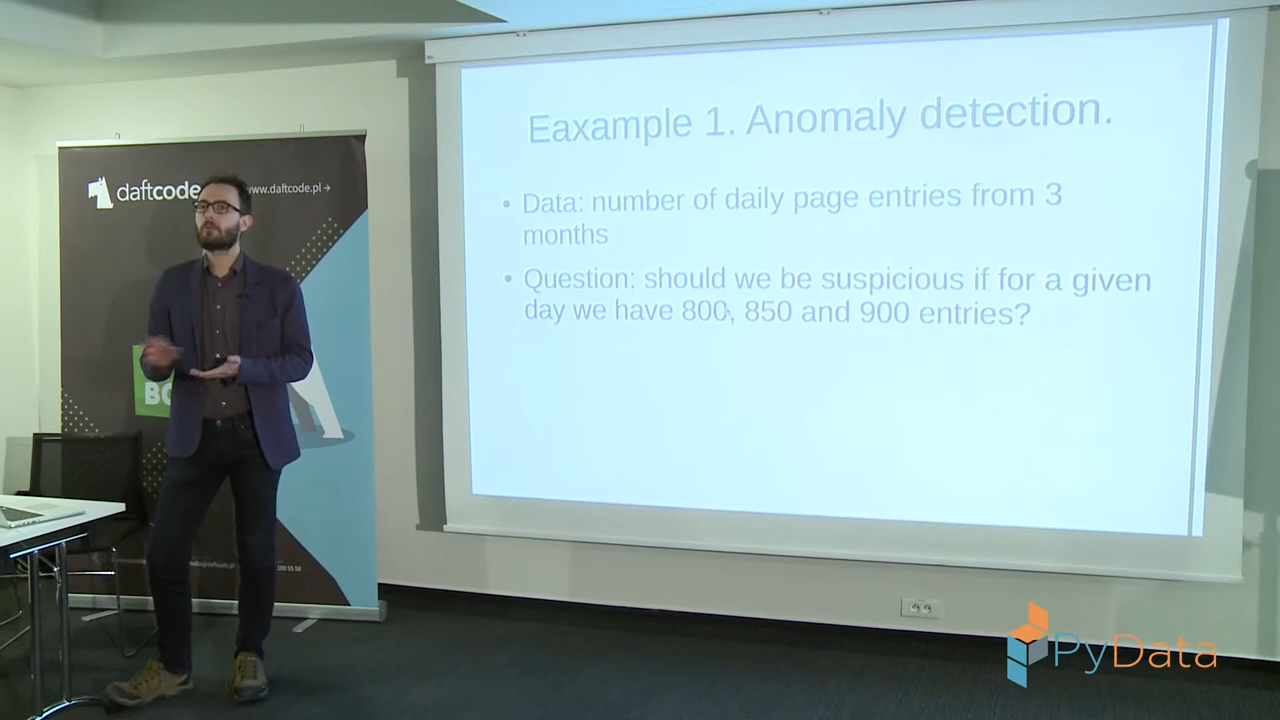 Eaxample 1. Anomaly detection.
• Data: number of daily page entries from 3
months
• Question: should we be suspicious if for a given
day we have 800, 850 and 900 entries?
daftcode
www.daftcode.pl →
PyData